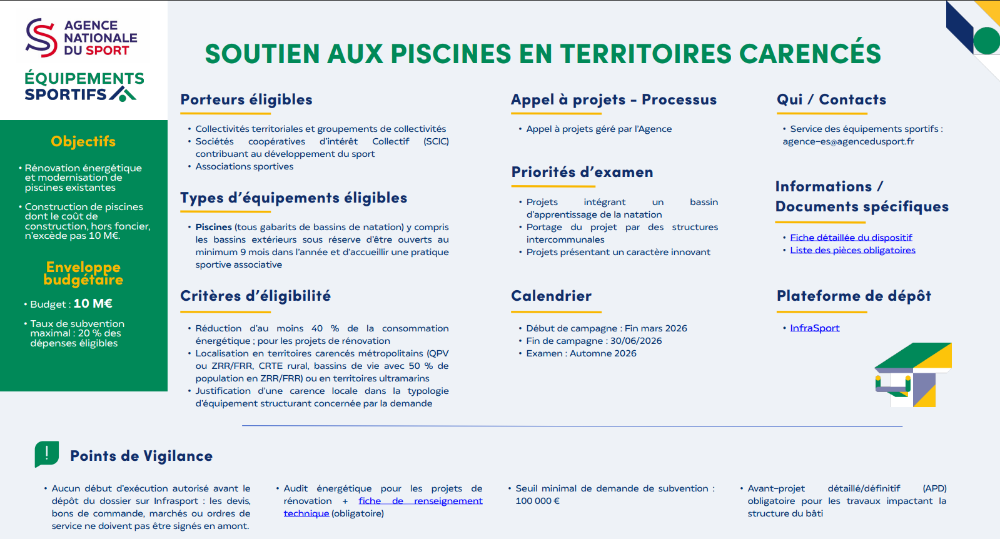 AGENCE
NATIONALE
DU SPORT
ÉQUIPEMENTS
SPORTIFS
Objectifs
• Rénovation énergétique
et modernisation de
piscines existantes
• Construction de piscines
dont le coût de
construction, hors foncier,
n'excède pas 10 M€.
Enveloppe
budgétaire
• Budget : 10 M€
• Taux de subvention
maximal : 20 % des
dépenses éligibles
SOUTIEN AUX PISCINES EN TERRITOIRES CARENCÉS
Porteurs éligibles
• Collectivités territoriales et groupements de collectivités
• Sociétés coopératives d'intérêt Collectif (SCIC)
contribuant au développement du sport
• Associations sportives
Types d'équipements éligibles
• Piscines (tous gabarits de bassins de natation) y compris
les bassins extérieurs sous réserve d'être ouverts au
minimum 9 mois dans l'année et d'accueillir une pratique
sportive associative
Critères d'éligibilité
• Réduction d'au moins 40 % de la consommation
énergétique ; pour les projets de rénovation
• Localisation en territoires carencés métropolitains (QPV
ou ZRR/FRR, CRTE rural, bassins de vie avec 50 % de
population en ZRR/FRR) ou en territoires ultramarins
• Justification d'une carence locale dans la typologie
d'équipement structurant concernée par la demande
Appel à projets - Processus
• Appel à projets géré par l'Agence
Priorités d'examen
• Projets intégrant un bassin
d'apprentissage de la natation
• Portage du projet par des structures
intercommunales
• Projets présentant un caractère innovant
Calendrier
• Début de campagne : Fin mars 2026
• Fin de campagne : 30/06/2026
• Examen : Automne 2026
Qui / Contacts
• Service des équipements sportifs :
agence-es@agencedusport.fr
Informations /
Documents spécifiques
• Fiche détaillée du dispositif
• Liste des pièces obligatoires
Plateforme de dépôt
• InfraSport
! Points de Vigilance
• Aucun début d'exécution autorisé avant le
dépôt du dossier sur Infrasport : les devis,
bons de commande, marchés ou ordres de
service ne doivent pas être signés en amont.
• Audit énergétique pour les projets de
rénovation + fiche de renseignement
technique (obligatoire)
• Seuil minimal de demande de subvention :
100 000 €
• Avant-projet détaillé/définitif (APD)
obligatoire pour les travaux impactant la
structure du bâti